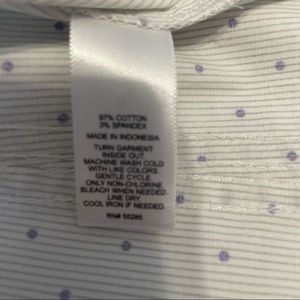 97% COTTON
3% SPANDEX
MADE IN INDONESIA
TURN GARMENT
INSIDE OUT
MACHINE WASH COLD
WITH LIKE COLORS
GENTLE CYCLE
ONLY NON-CHLORINE
BLEACH WHEN NEEDED
LINE DRY
COOL IRON IF NEEDED.
RN# 55285